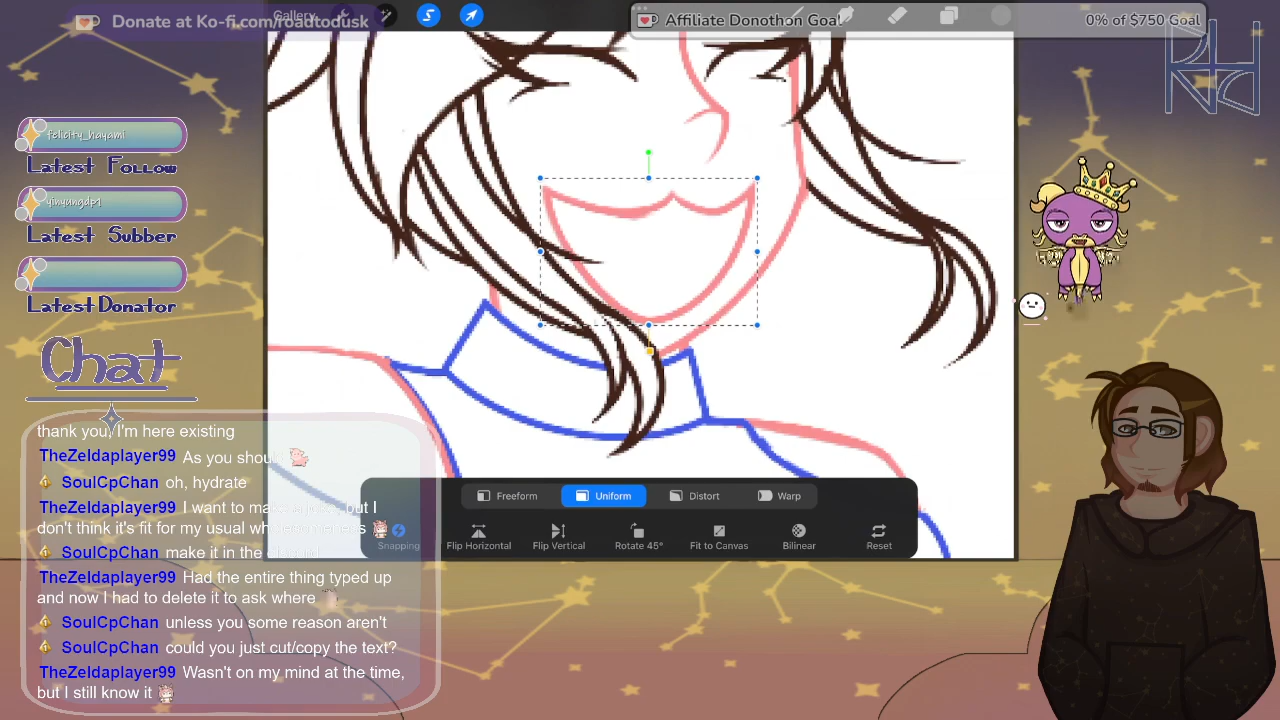 Donate at Ko-fi.com/roadtodusk
Gallery
Affiliate Donothon Goal
0% of $750 Goal
felicity_hayami
Latest Follow
yinyungdp1
Latest Subber
Latest Donator
Chat
thank you, I'm here existing
TheZeldaplayer99 As you should
SoulCpChan oh, hydrate
TheZeldaplayer99 I want to make a joke, but I
don't think it's fit for my usual
SoulCpChan make it in the
TheZeldaplayer99 Had the entire thing typed up
and now I had to delete it to ask where
SoulCpChan unless you some reason aren't
SoulCpChan could you just cut/copy the text?
TheZeldaplayer99 Wasn't on my mind at the time,
but I still know it
Freeform
Uniform
Distort
Warp
Snapping
Flip Horizontal
Flip Vertical
Rotate 45°
Fit to Canvas
Bilinear
Reset